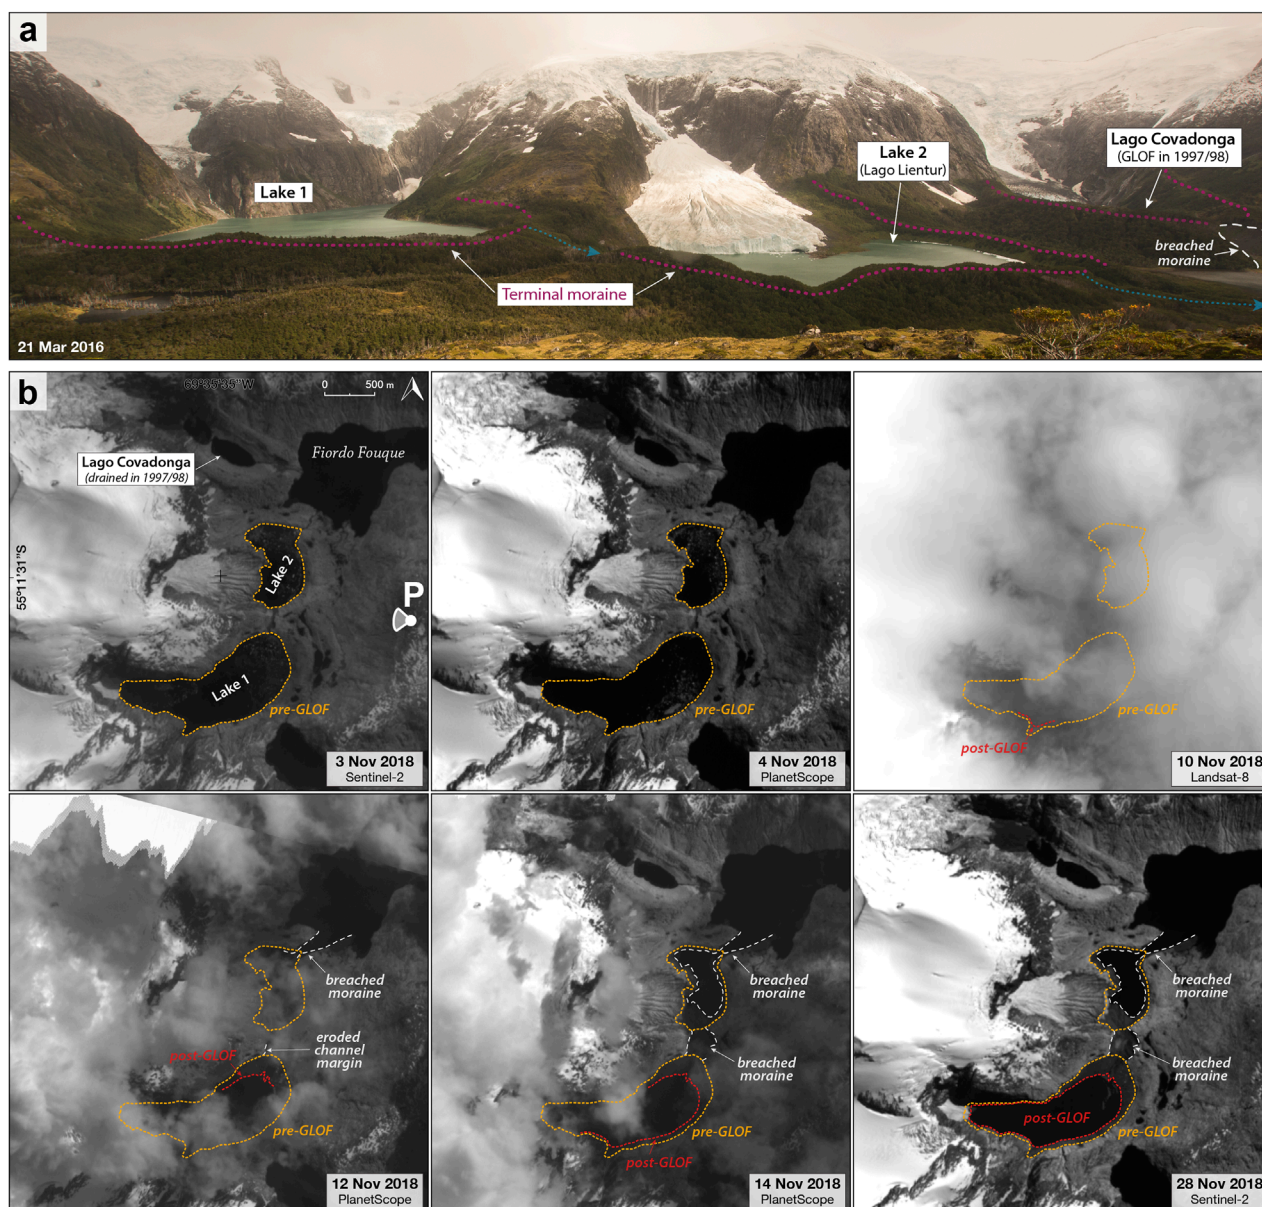 a
Lake 1
Lake 2
(Lago Lientur)
Lago Covadonga
(GLOF in 1997/98)
breached
moraine
Terminal moraine
21 Mar 2016
b
69°35'35"W
0 500 m
Lago Covadonga
(drained in 1997/98)
Fiordo Fouque
55°11'31"S
Lake 2
P
Lake 1
pre-GLOF
3 Nov 2018
Sentinel-2
pre-GLOF
4 Nov 2018
PlanetScope
pre-GLOF
post-GLOF
10 Nov 2018
Landsat-8
breached
moraine
eroded
channel
margin
post-GLOF
pre-GLOF
12 Nov 2018
PlanetScope
breached
moraine
breached
moraine
pre-GLOF
post-GLOF
14 Nov 2018
PlanetScope
breached
moraine
breached
moraine
post-GLOF
pre-GLOF
28 Nov 2018
Sentinel-2